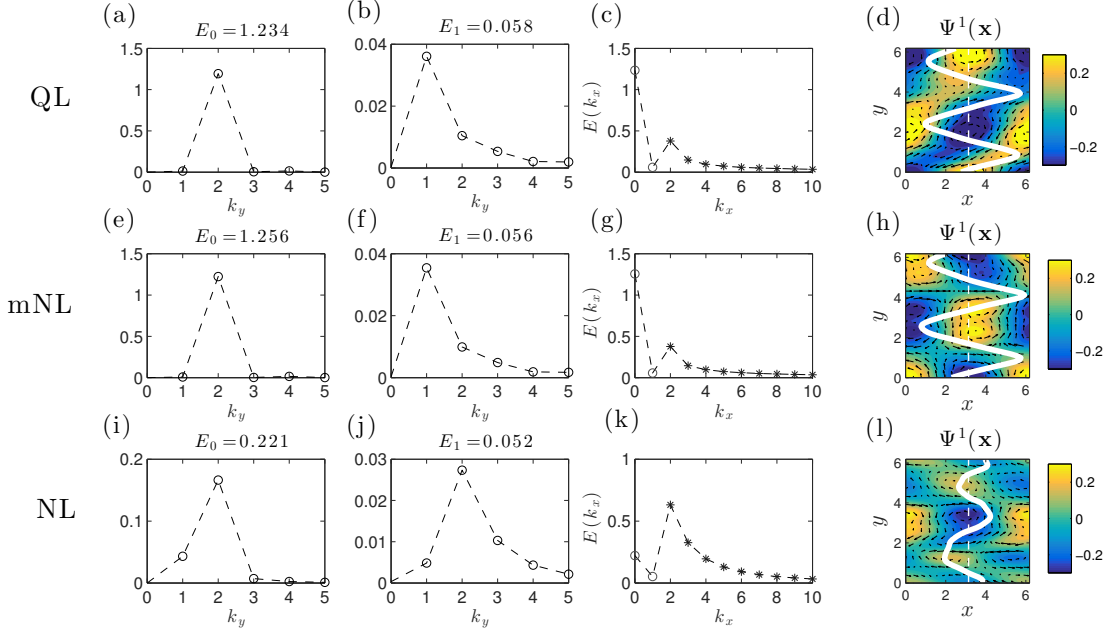 (a) (b) (c) (d)
E₀ = 1.234 E₁ = 0.058 Ψ¹(x)
QL
1.5 0.04 1.5 6 0.2
1 1 4 0
0.02 E(kₓ) y
0.5 0.5 2 −0.2
0 0 0 0
0 1 2 3 4 5 0 1 2 3 4 5 0 2 4 6 8 10 0 2 4 6
k_y k_y kₓ x
(e) (f) (g) (h)
E₀ = 1.256 E₁ = 0.056 Ψ¹(x)
mNL
1.5 0.04 1.5 6 0.2
1 1 4 0
0.02 E(kₓ) y
0.5 0.5 2 −0.2
0 0 0 0
0 1 2 3 4 5 0 1 2 3 4 5 0 2 4 6 8 10 0 2 4 6
k_y k_y kₓ x
(i) (j) (k) (l)
E₀ = 0.221 E₁ = 0.052 Ψ¹(x)
NL
0.2 0.03 1 6 0.2
0.02 4 0
0.1 0.5 E(kₓ) y
0.01 2 −0.2
0 0 0 0
0 1 2 3 4 5 0 1 2 3 4 5 0 2 4 6 8 10 0 2 4 6
k_y k_y kₓ x